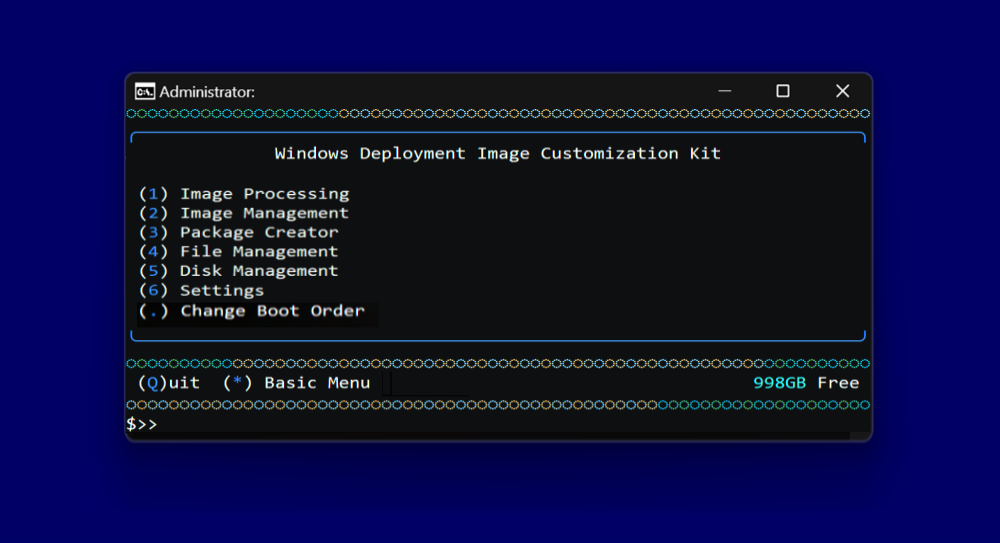 Administrator:
Windows Deployment Image Customization Kit
(1) Image Processing
(2) Image Management
(3) Package Creator
(4) File Management
(5) Disk Management
(6) Settings
(.) Change Boot Order
(Q)uit (*) Basic Menu 998GB Free
$>>